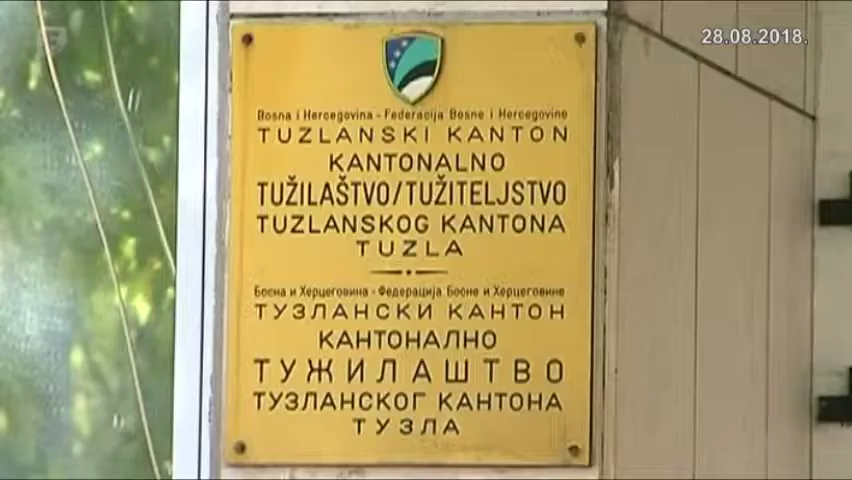 28.08.2018.
Bosna i Hercegovina - Federacija Bosne i Hercegovine
TUZLANSKI KANTON
KANTONALNO
TUŽILAŠTVO/TUŽITELJSTVO
TUZLANSKOG KANTONA
TUZLA
Босна и Херцеговина - Федерација Босне и Херцеговине
ТУЗЛАНСКИ КАНТОН
КАНТОНАЛНО
ТУЖИЛАШТВО
ТУЗЛАНСКОГ КАНТОНА
ТУЗЛА